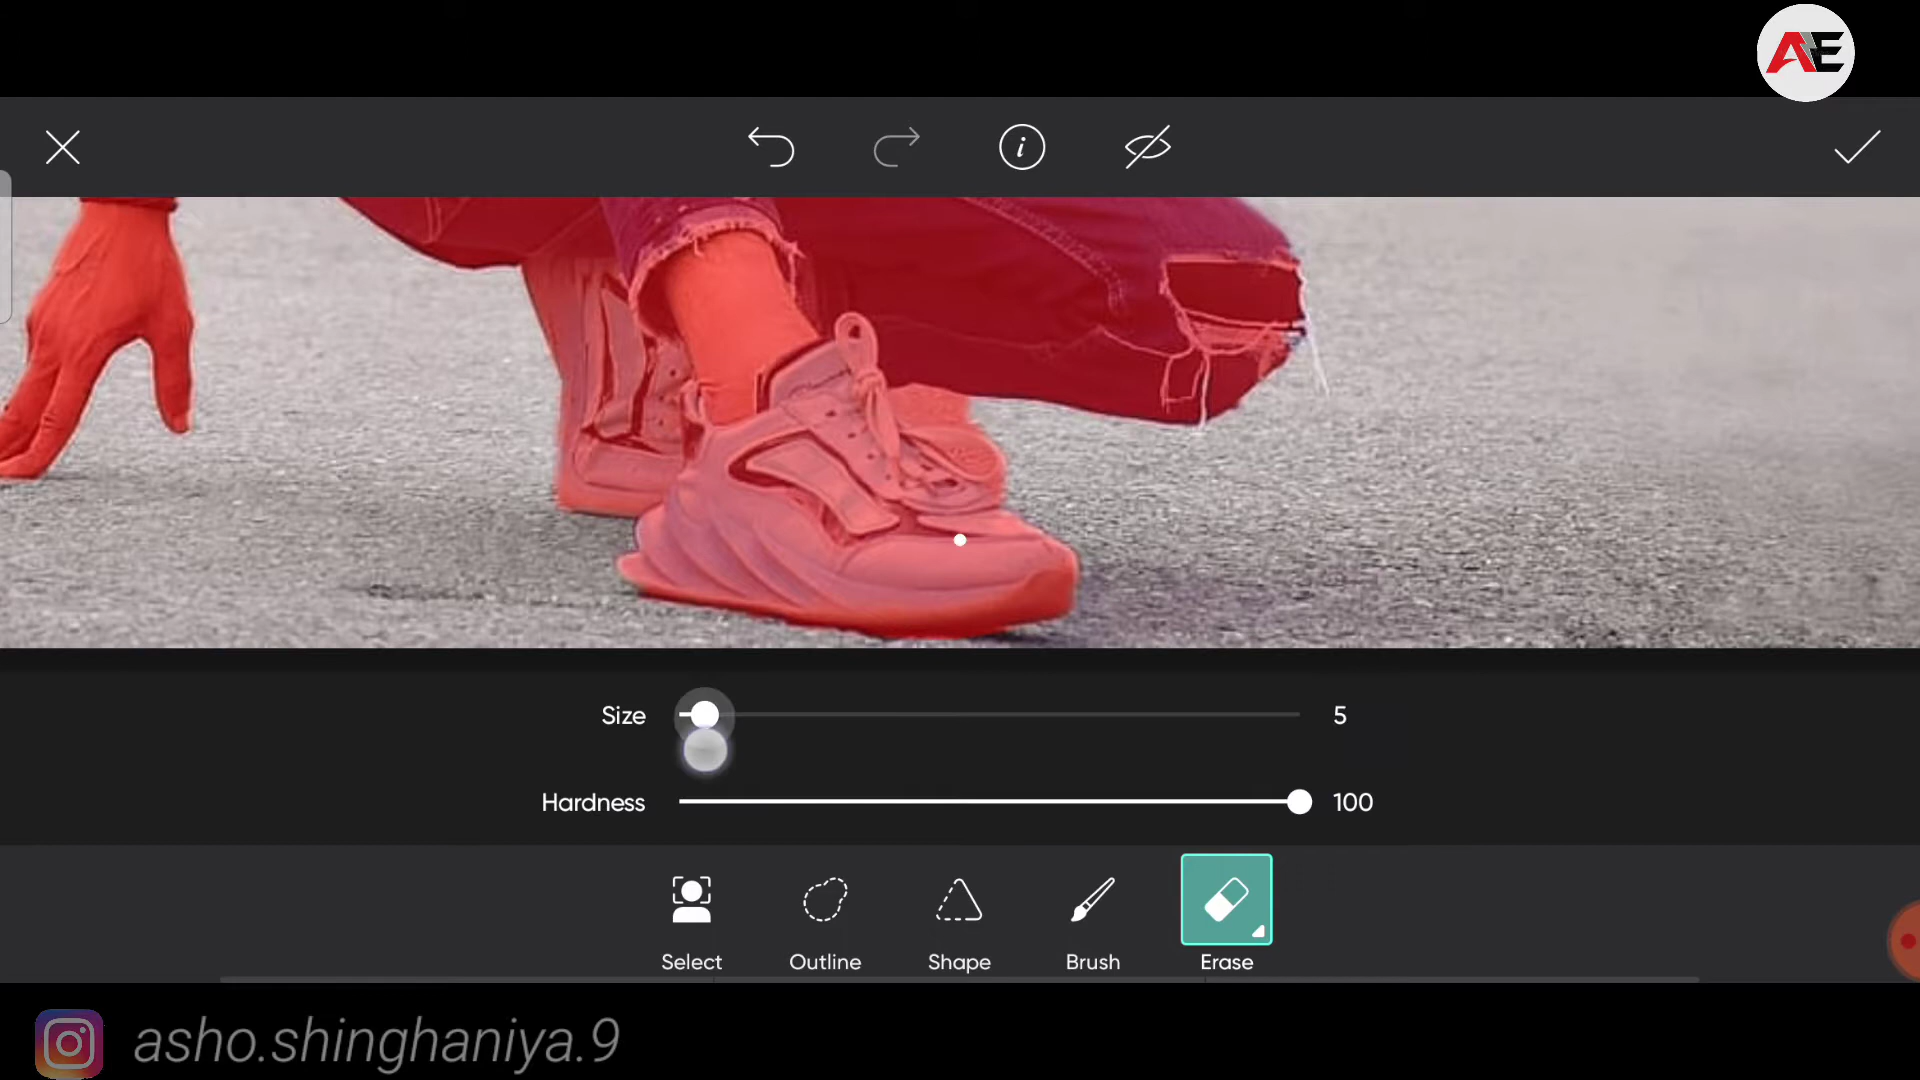 AE
Size 5
Hardness 100
Select Outline Shape Brush Erase
asho.shinghaniya.9